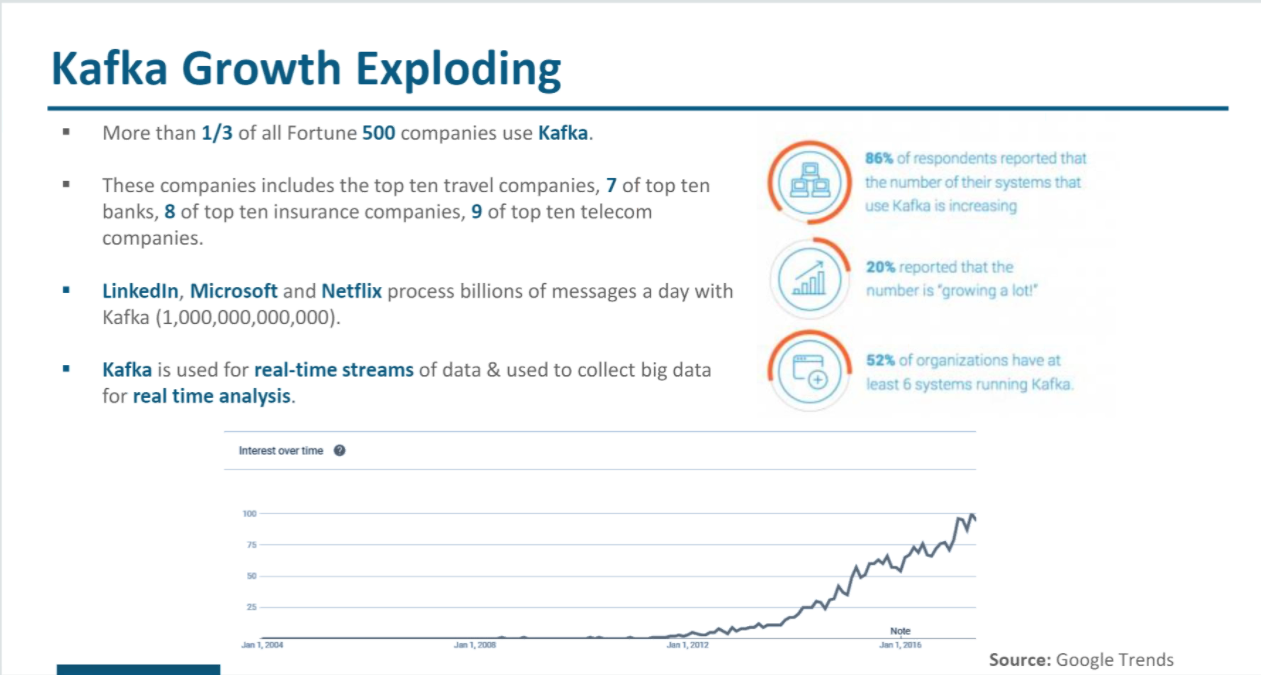 Kafka Growth Exploding
▪ More than 1/3 of all Fortune 500 companies use Kafka.
▪ These companies includes the top ten travel companies, 7 of top ten
banks, 8 of top ten insurance companies, 9 of top ten telecom
companies.
▪ LinkedIn, Microsoft and Netflix process billions of messages a day with
Kafka (1,000,000,000,000).
▪ Kafka is used for real-time streams of data & used to collect big data
for real time analysis.
86% of respondents reported that
the number of their systems that
use Kafka is increasing
20% reported that the
number is "growing a lot!"
52% of organizations have at
least 6 systems running Kafka.
Interest over time ?
100
75
50
25
Note
Jan 1, 2004 Jan 1, 2008 Jan 1, 2012 Jan 1, 2016
Source: Google Trends